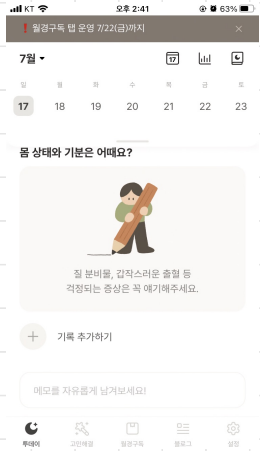 KT 오후 2:41 63%
월경구독 탭 운영 7/22(금)까지
7월
17
일 월 화 수 목 금 토
17 18 19 20 21 22 23
몸 상태와 기분은 어때요?
질 분비물, 갑작스러운 출혈 등
걱정되는 증상은 꼭 얘기해주세요.
기록 추가하기
메모를 자유롭게 남겨보세요!
투데이 고민해결 월경구독 블로그 설정